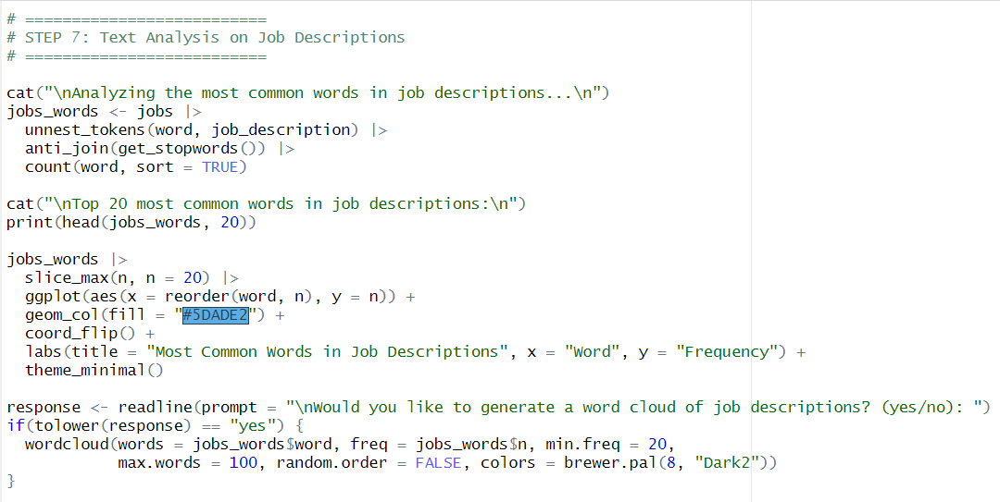 # ==========================
# STEP 7: Text Analysis on Job Descriptions
# ==========================
cat("\nAnalyzing the most common words in job descriptions...\n")
jobs_words <- jobs |>
  unnest_tokens(word, job_description) |>
  anti_join(get_stopwords()) |>
  count(word, sort = TRUE)
cat("\nTop 20 most common words in job descriptions:\n")
print(head(jobs_words, 20))
jobs_words |>
  slice_max(n, n = 20) |>
  ggplot(aes(x = reorder(word, n), y = n)) +
  geom_col(fill = "#5DADE2") +
  coord_flip() +
  labs(title = "Most Common Words in Job Descriptions", x = "Word", y = "Frequency") +
  theme_minimal()
response <- readline(prompt = "\nWould you like to generate a word cloud of job descriptions? (yes/no): ")
if(tolower(response) == "yes") {
  wordcloud(words = jobs_words$word, freq = jobs_words$n, min.freq = 20,
            max.words = 100, random.order = FALSE, colors = brewer.pal(8, "Dark2"))
}